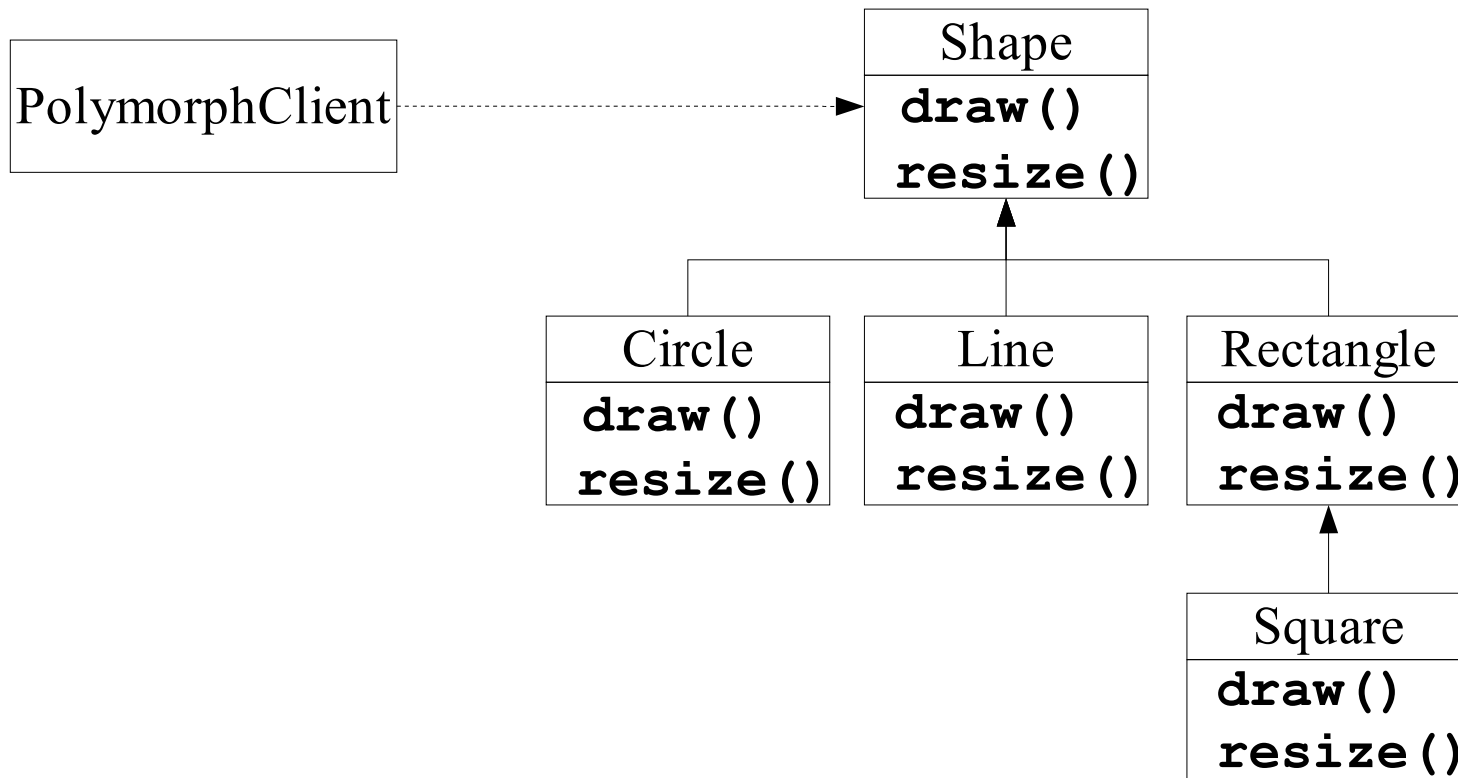 PolymorphClient
Shape
draw()
resize()
Circle
draw()
resize()
Line
draw()
resize()
Rectangle
draw()
resize()
Square
draw()
resize()